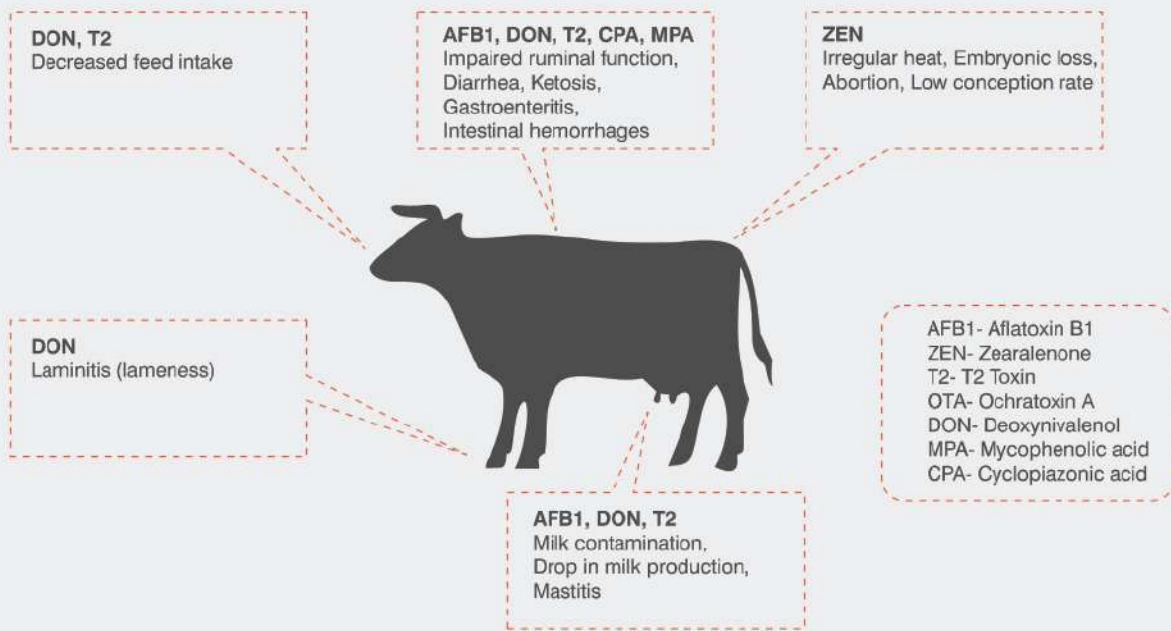 DON, T2
Decreased feed intake
AFB1, DON, T2, CPA, MPA
Impaired ruminal function,
Diarrhea, Ketosis,
Gastroenteritis,
Intestinal hemorrhages
ZEN
Irregular heat, Embryonic loss,
Abortion, Low conception rate
DON
Laminitis (lameness)
AFB1- Aflatoxin B1
ZEN- Zearalenone
T2- T2 Toxin
OTA- Ochratoxin A
DON- Deoxynivalenol
MPA- Mycophenolic acid
CPA- Cyclopiazonic acid
AFB1, DON, T2
Milk contamination,
Drop in milk production,
Mastitis